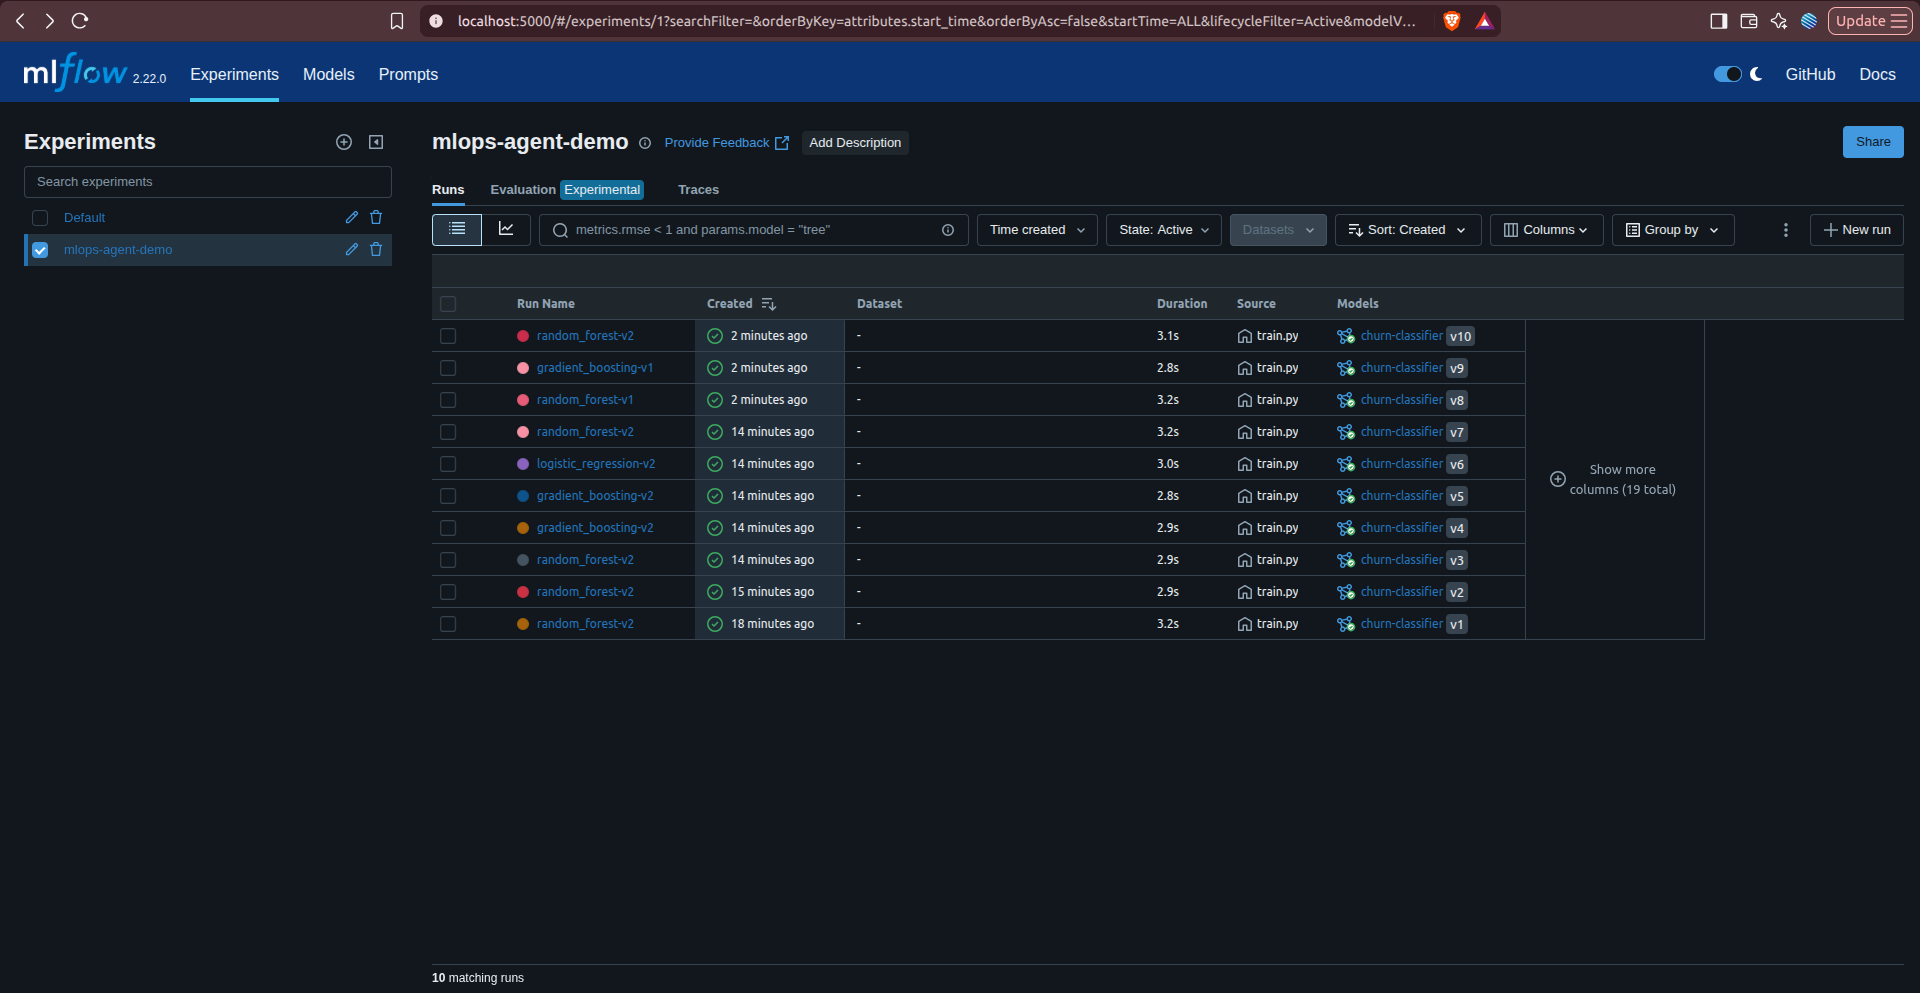 localhost:5000/#/experiments/1?searchFilter=&orderByKey=attributes.start_time&orderByAsc=false&startTime=ALL&lifecycleFilter=Active&modelV...
Update
mlflow 2.22.0 Experiments Models Prompts GitHub Docs
Experiments
Search experiments
Default
mlops-agent-demo
mlops-agent-demo Provide Feedback Add Description Share
Runs Evaluation Experimental Traces
metrics.rmse < 1 and params.model = "tree" Time created State: Active Datasets Sort: Created Columns Group by New run
Run Name Created Dataset Duration Source Models
random_forest-v2 2 minutes ago - 3.1s train.py churn-classifier v10
gradient_boosting-v1 2 minutes ago - 2.8s train.py churn-classifier v9
random_forest-v1 2 minutes ago - 3.2s train.py churn-classifier v8
random_forest-v2 14 minutes ago - 3.2s train.py churn-classifier v7
logistic_regression-v2 14 minutes ago - 3.0s train.py churn-classifier v6
gradient_boosting-v2 14 minutes ago - 2.8s train.py churn-classifier v5
gradient_boosting-v2 14 minutes ago - 2.9s train.py churn-classifier v4
random_forest-v2 14 minutes ago - 2.9s train.py churn-classifier v3
random_forest-v2 15 minutes ago - 2.9s train.py churn-classifier v2
random_forest-v2 18 minutes ago - 3.2s train.py churn-classifier v1
Show more
columns (19 total)
10 matching runs